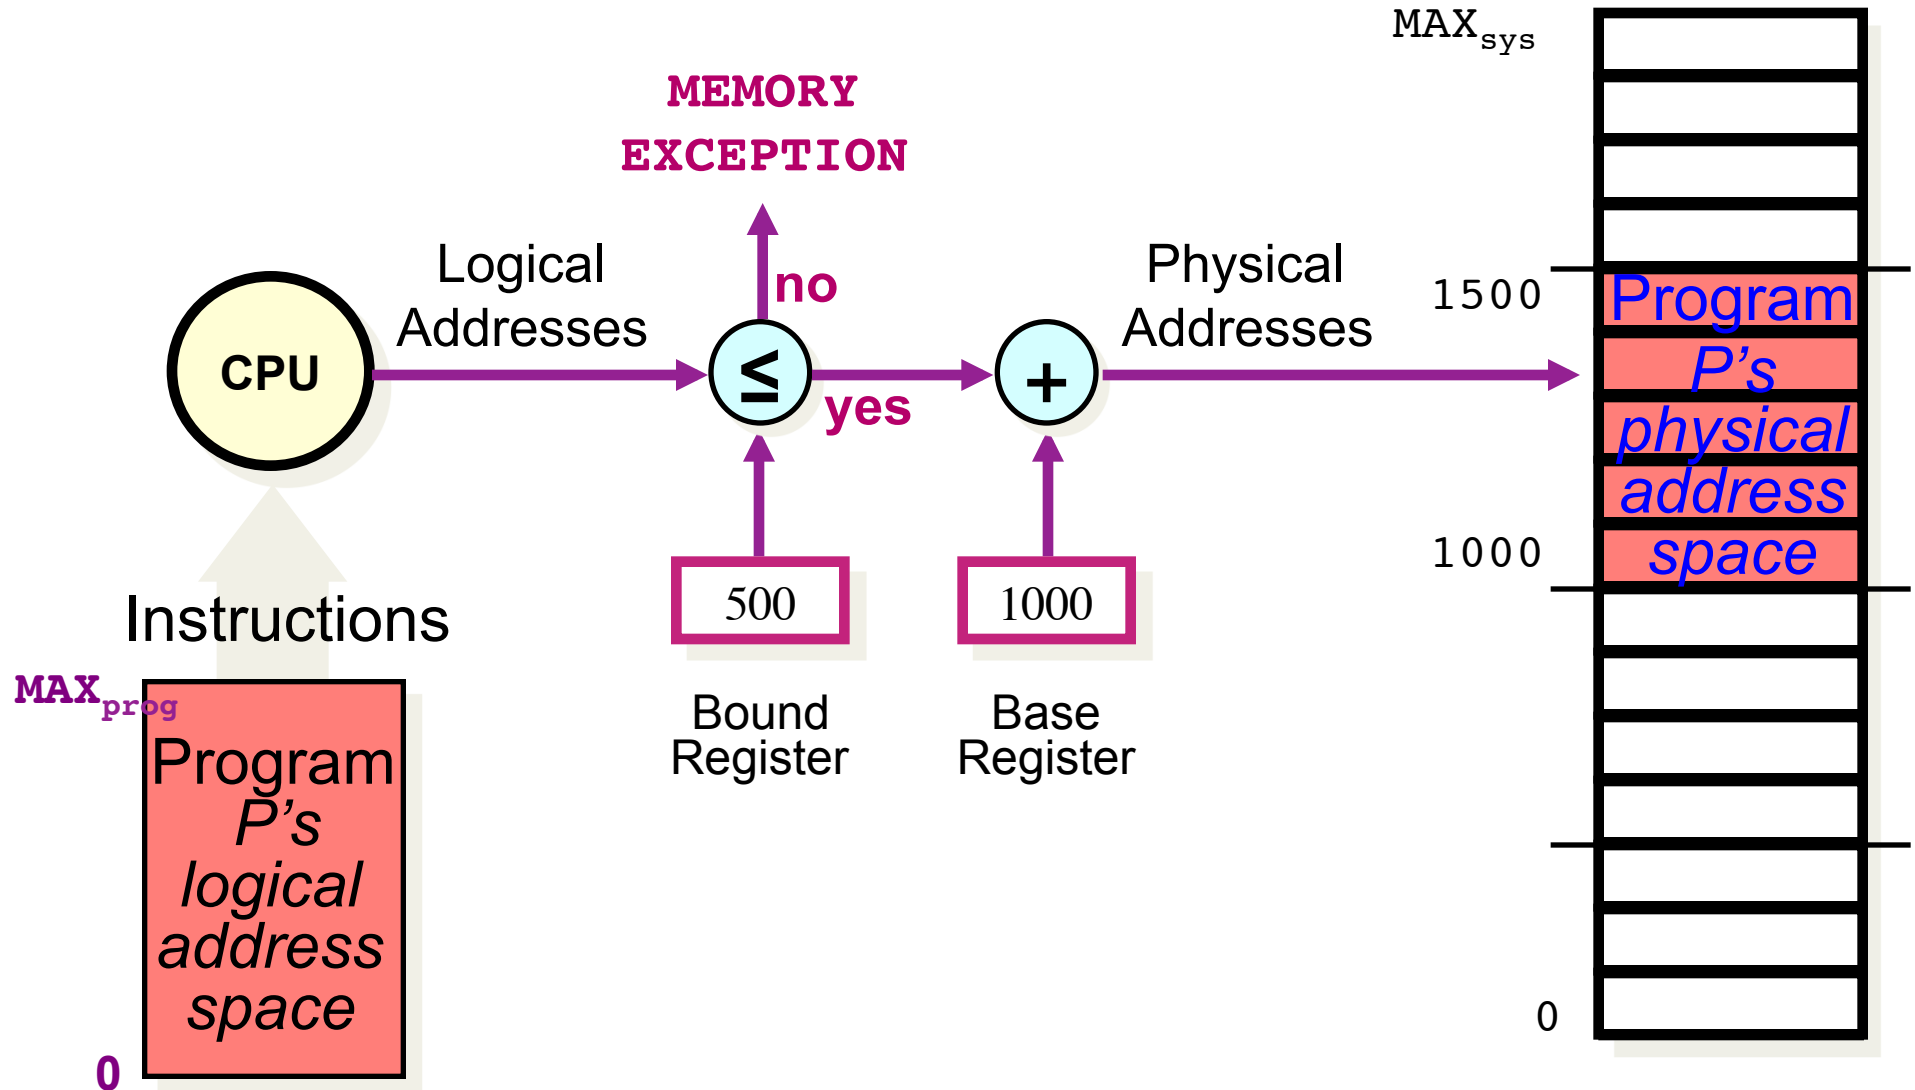 MAXsys
MEMORY
EXCEPTION
Logical
Addresses
no
Physical
Addresses
1500
Program
P’s
physical
address
space
CPU
≤
yes
+
1000
500
1000
Instructions
Bound
Register
Base
Register
MAXprog
Program
P’s
logical
address
space
0
0